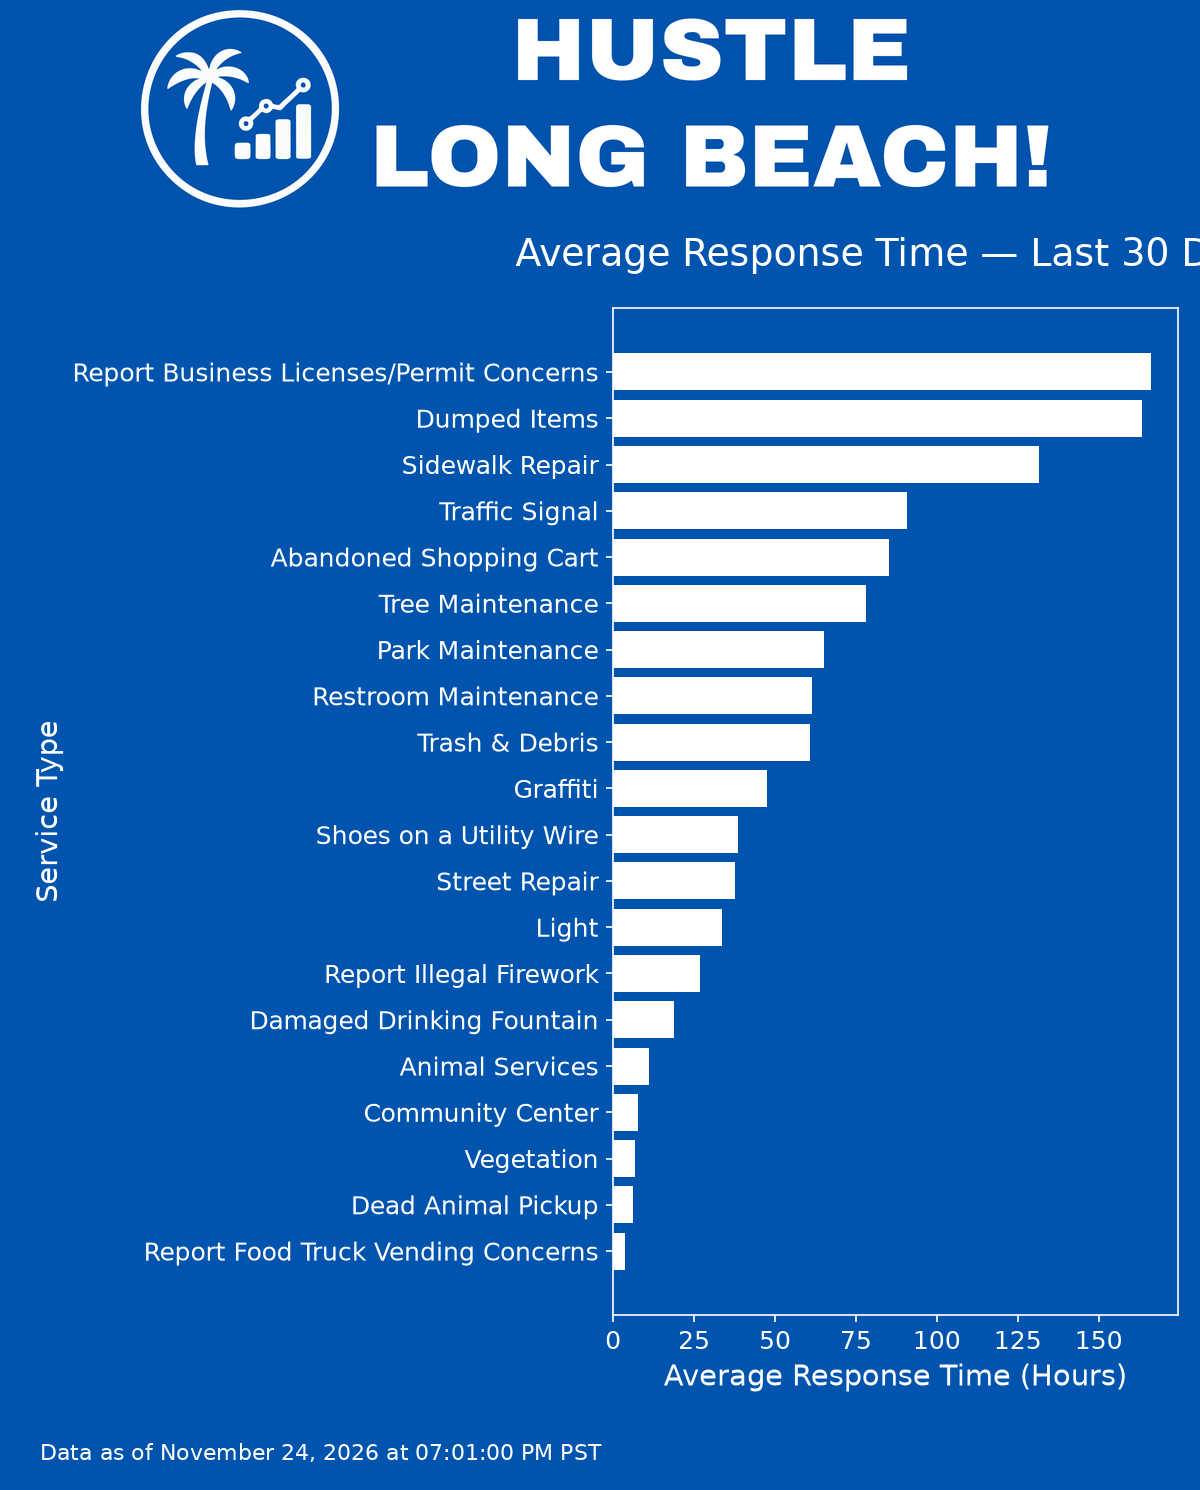 HUSTLE
LONG BEACH!
Average Response Time — Last 30 D
Report Business Licenses/Permit Concerns
Dumped Items
Sidewalk Repair
Traffic Signal
Abandoned Shopping Cart
Tree Maintenance
Park Maintenance
Restroom Maintenance
Trash & Debris
Graffiti
Shoes on a Utility Wire
Street Repair
Light
Report Illegal Firework
Damaged Drinking Fountain
Animal Services
Community Center
Vegetation
Dead Animal Pickup
Report Food Truck Vending Concerns
Service Type
0 25 50 75 100 125 150
Average Response Time (Hours)
Data as of November 24, 2026 at 07:01:00 PM PST